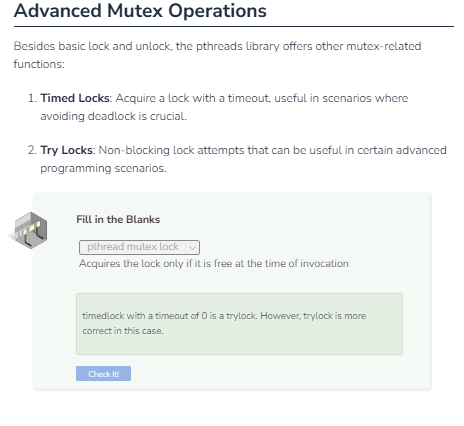 Advanced Mutex Operations
Besides basic lock and unlock, the pthreads library offers other mutex-related
functions:
1. Timed Locks: Acquire a lock with a timeout, useful in scenarios where
avoiding deadlock is crucial.
2. Try Locks: Non-blocking lock attempts that can be useful in certain advanced
programming scenarios.
Fill in the Blanks
pthread mutex lock
Acquires the lock only if it is free at the time of invocation
timedlock with a timeout of 0 is a trylock. However, trylock is more
correct in this case.
Check It!